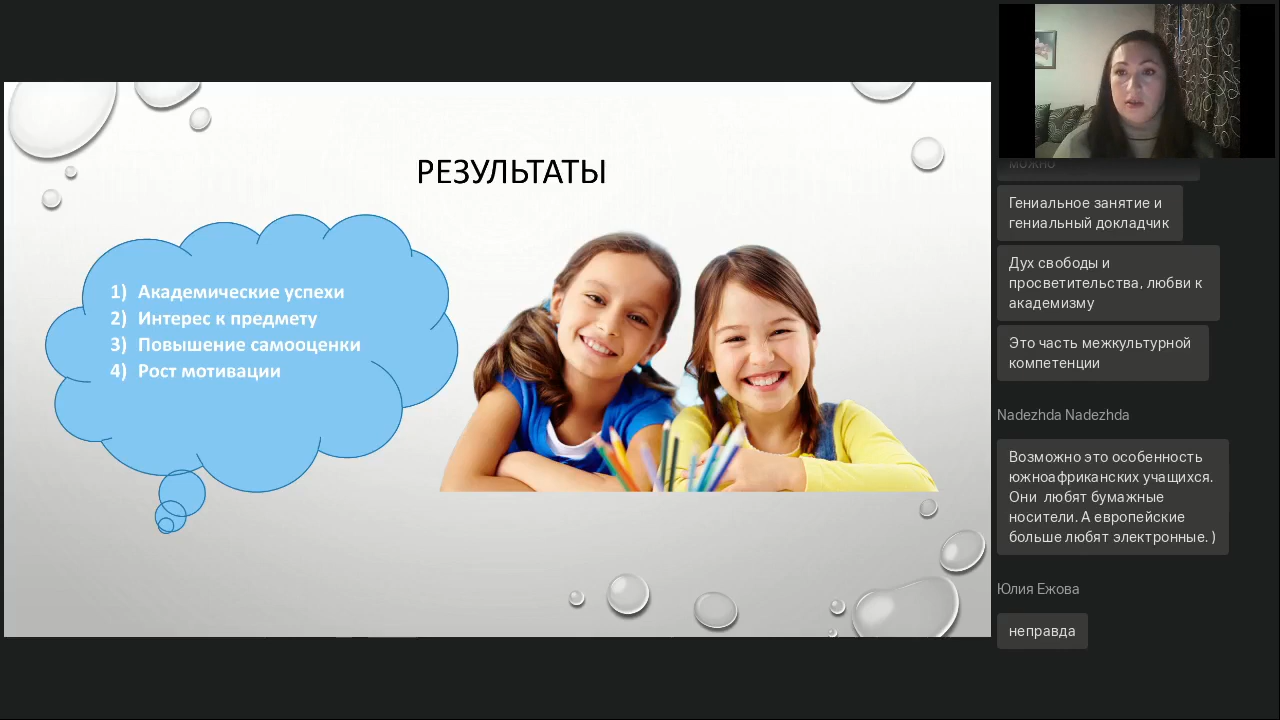 РЕЗУЛЬТАТЫ
1) Академические успехи
2) Интерес к предмету
3) Повышение самооценки
4) Рост мотивации
можно
Гениальное занятие и
гениальный докладчик
Дух свободы и
просветительства, любви к
академизму
Это часть межкультурной
компетенции
Nadezhda Nadezhda
Возможно это особенность
южноафриканских учащихся.
Они любят бумажные
носители. А европейские
больше любят электронные. )
Юлия Ежова
неправда